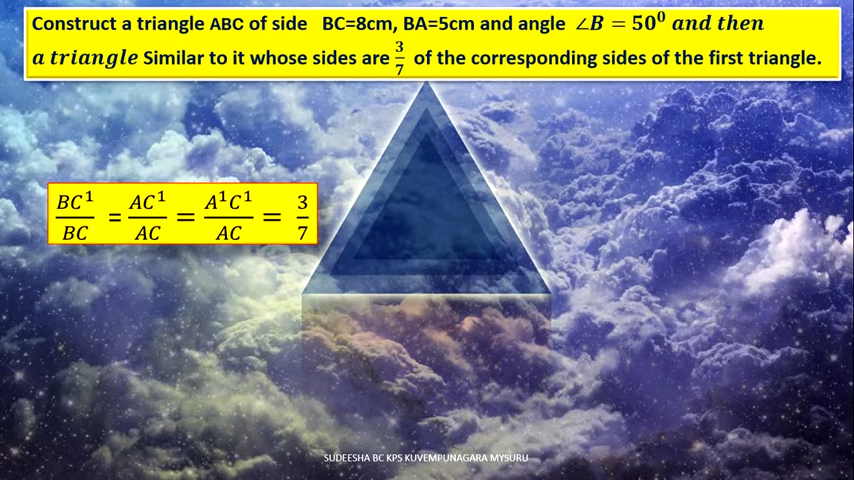 Construct a triangle ABC of side BC=8cm, BA=5cm and angle ∠B = 50⁰ and then
a triangle Similar to it whose sides are 3/7 of the corresponding sides of the first triangle.
BC¹/BC = AC¹/AC = A¹C¹/AC = 3/7
SUDEESHA BC KPS KUVEMPUNAGARA MYSURU